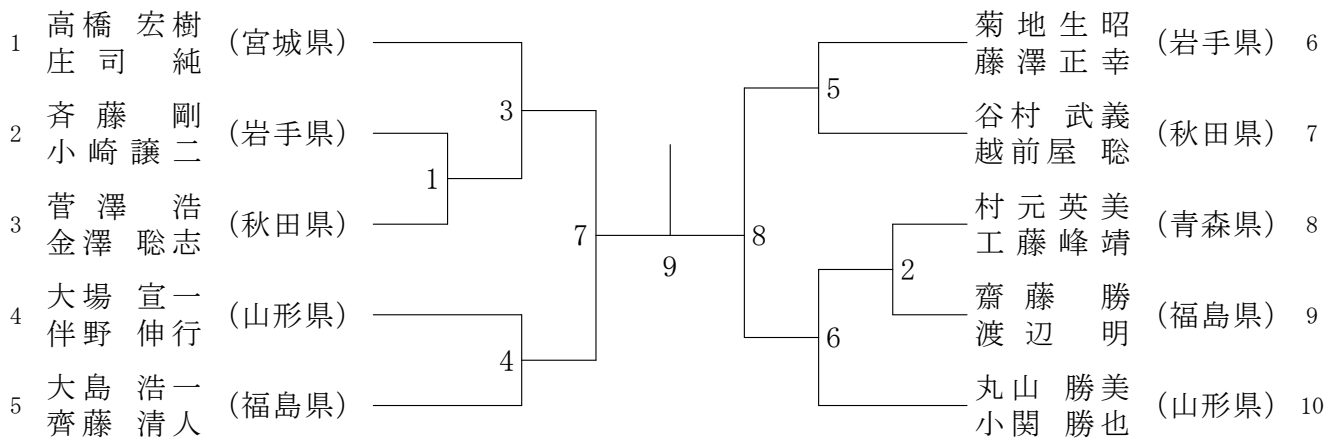 1 高橋 宏樹 (宮城県)
庄司 純
2 斉藤 剛 (岩手県)
小崎譲二
3 菅澤 浩 (秋田県)
金澤 聡志
4 大場 宣一 (山形県)
伴野 伸行
5 大島 浩一 (福島県)
齊藤 清人
1
3
4
7
9
8
5
2
6
菊地生昭 (岩手県) 6
藤澤正幸
谷村 武義 (秋田県) 7
越前屋 聡
村元英美 (青森県) 8
工藤峰靖
齋藤 勝 (福島県) 9
渡辺 明
丸山 勝美 (山形県) 10
小関 勝也